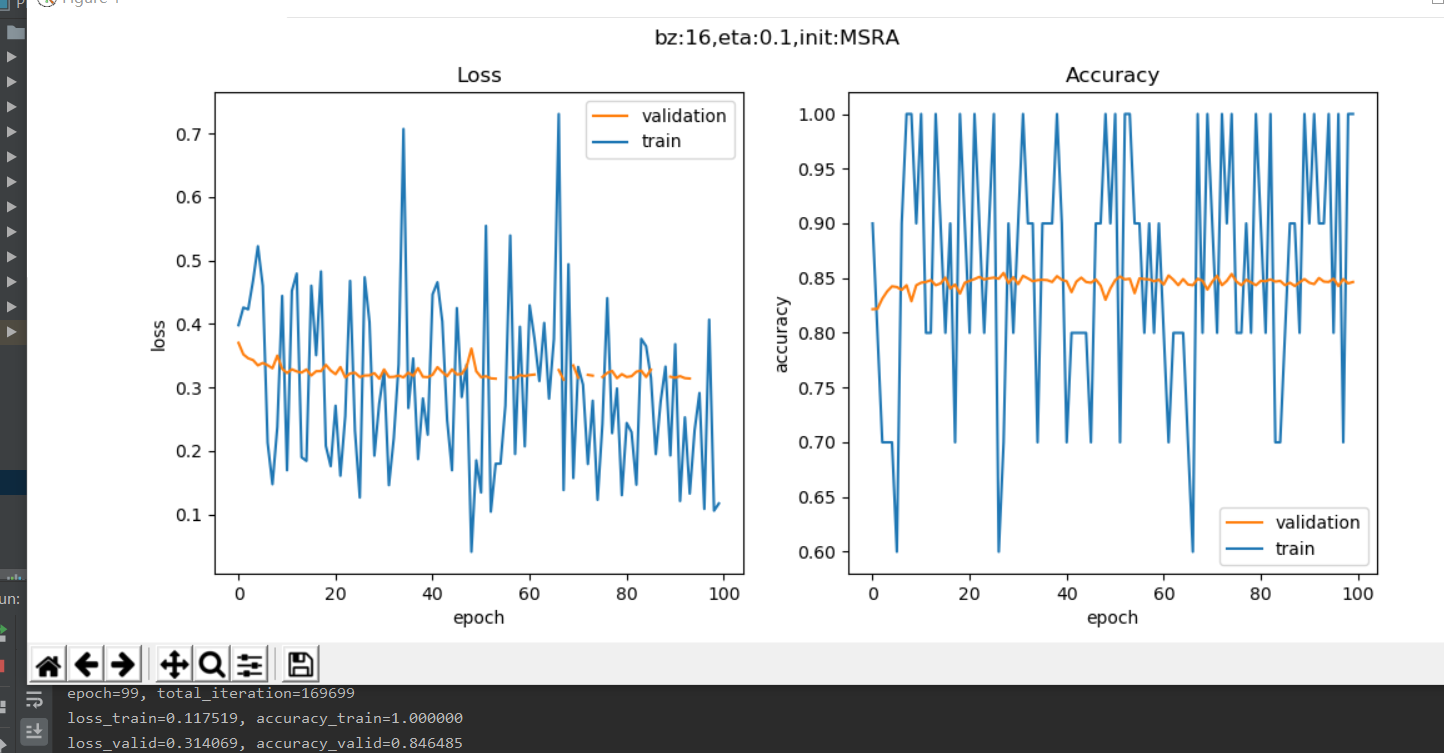 bz:16,eta:0.1,init:MSRA
Loss
validation
train
0.7
0.6
0.5
0.4
0.3
0.2
0.1
loss
0 20 40 60 80 100
epoch
Accuracy
1.00
0.95
0.90
0.85
0.80
0.75
0.70
0.65
0.60
accuracy
validation
train
0 20 40 60 80 100
epoch
un:
epoch=99, total_iteration=169699
loss_train=0.117519, accuracy_train=1.000000
loss_valid=0.314069, accuracy_valid=0.846485